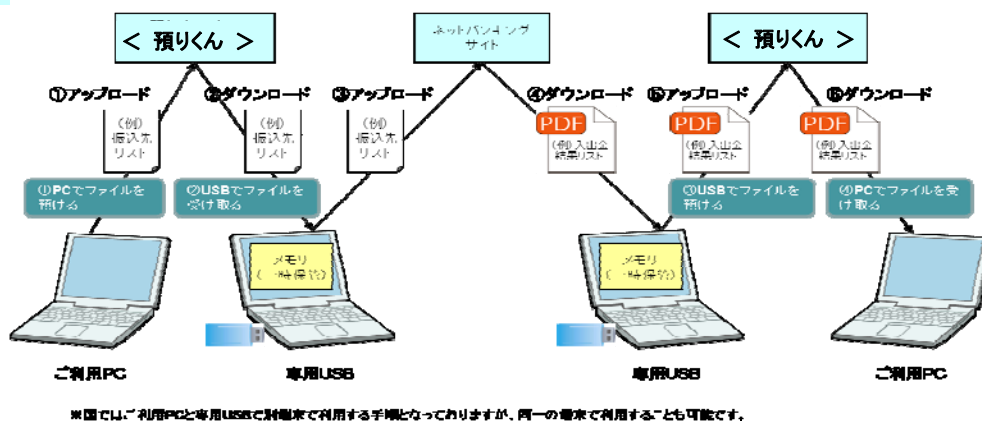 ＜ 預りくん ＞
ネットバンキング
サイト
＜ 預りくん ＞
①アップロード
②ダウンロード
③アップロード
④ダウンロード
⑤アップロード
⑥ダウンロード
(例)
振込先
リスト
(例)
振込先
リスト
(例)
振込先
リスト
PDF
(例)入出金
結果リスト
PDF
(例)入出金
結果リスト
PDF
(例)入出金
結果リスト
①PCでファイルを
預ける
②USBでファイルを
受け取る
③USBでファイルを
預ける
④PCでファイルを受
け取る
メモリ
(一時保管)
メモリ
(一時保管)
ご利用PC
専用USB
専用USB
ご利用PC
※図ではご利用PCと専用USBで別端末で利用する手順となっておりますが、同一の端末で利用することも可能です。